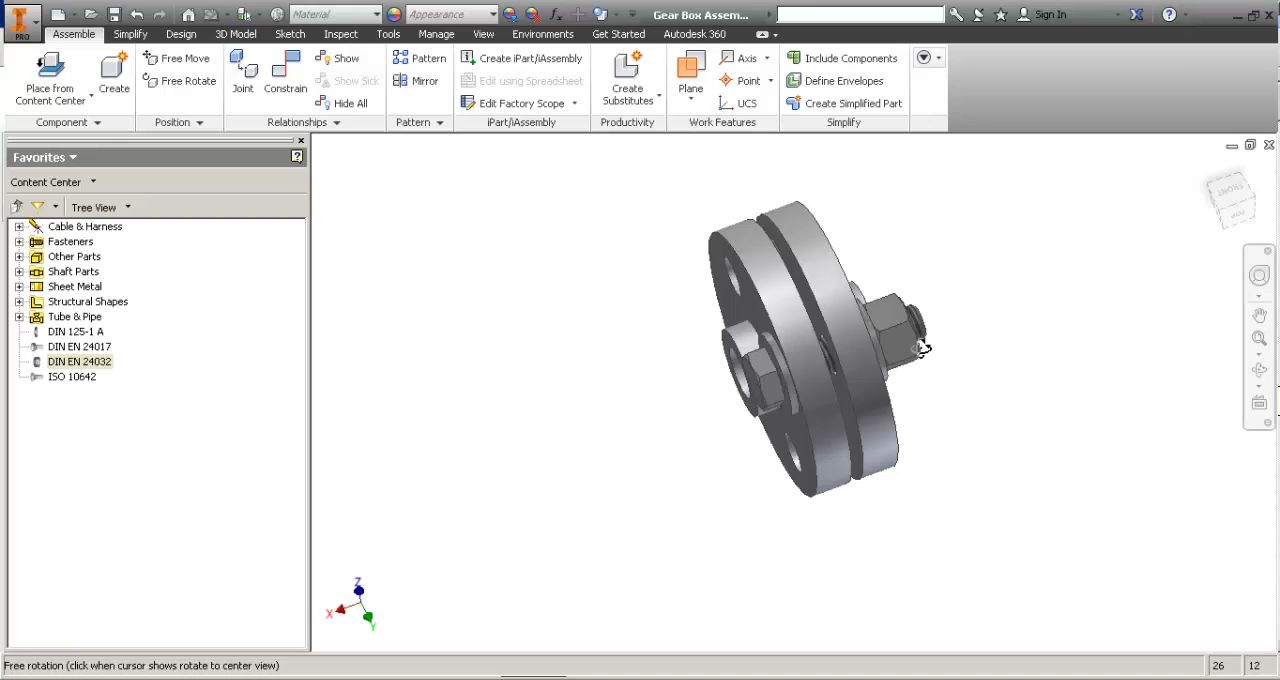 Material
Appearance
Gear Box Assem...
Sign In
PRO
Assemble
Simplify
Design
3D Model
Sketch
Inspect
Tools
Manage
View
Environments
Get Started
Autodesk 360
Place from
Content Center
Create
Free Move
Free Rotate
Joint
Constrain
Show
Show Sick
Hide All
Pattern
Mirror
Create iPart/iAssembly
Edit using Spreadsheet
Edit Factory Scope
Create
Substitutes
Plane
Axis
Point
UCS
Include Components
Define Envelopes
Create Simplified Part
Component
Position
Relationships
Pattern
iPart/iAssembly
Productivity
Work Features
Simplify
Favorites
Content Center
Tree View
Cable & Harness
Fasteners
Other Parts
Shaft Parts
Sheet Metal
Structural Shapes
Tube & Pipe
DIN 125-1 A
DIN EN 24017
DIN EN 24032
ISO 10642
FRONT
TOP
Z
X
Y
Free rotation (click when cursor shows rotate to center view)
26
12